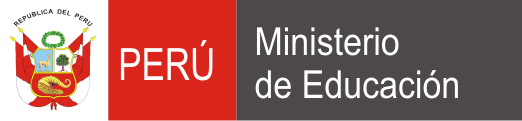 REPUBLICA DEL PERU
PERÚ
Ministerio
de Educación